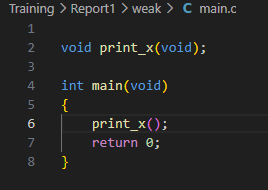 Training > Report1 > weak > C main.c
1
2 void print_x(void);
3
4 int main(void)
5 {
6     print_x();
7     return 0;
8 }